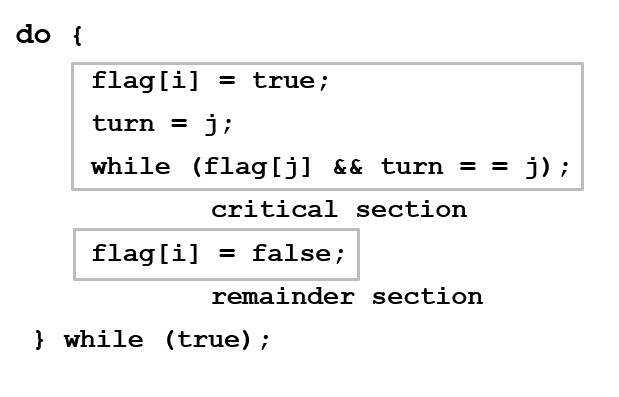 do {
flag[i] = true;
turn = j;
while (flag[j] && turn = = j);
critical section
flag[i] = false;
remainder section
} while (true);